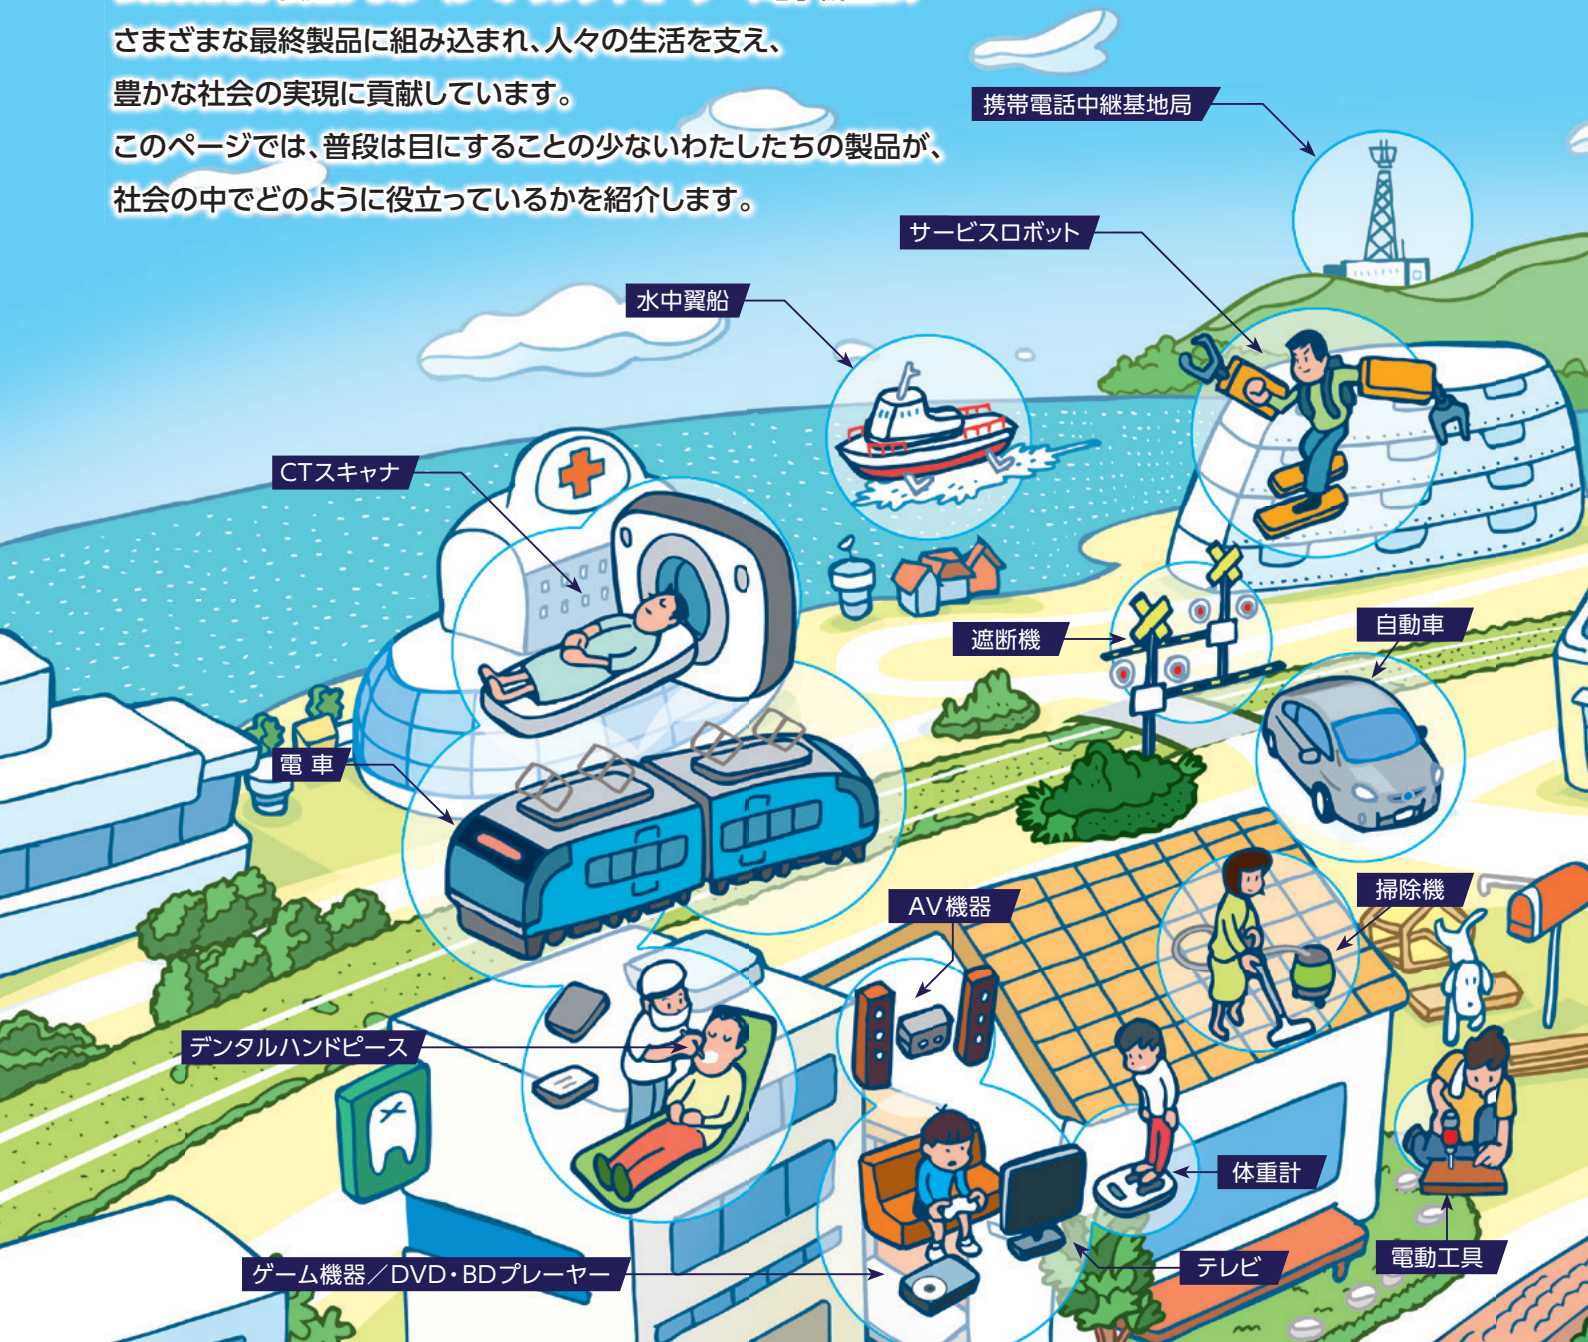 さまざまな最終製品に組み込まれ、人々の生活を支え、
豊かな社会の実現に貢献しています。
このページでは、普段は目にすることの少ないわたしたちの製品が、
社会の中でどのように役立っているかを紹介します。
携帯電話中継基地局
サービスロボット
水中翼船
CTスキャナ
遮断機
自動車
電車
AV機器
掃除機
デンタルハンドピース
体重計
ゲーム機器／DVD・BDプレーヤー
テレビ
電動工具